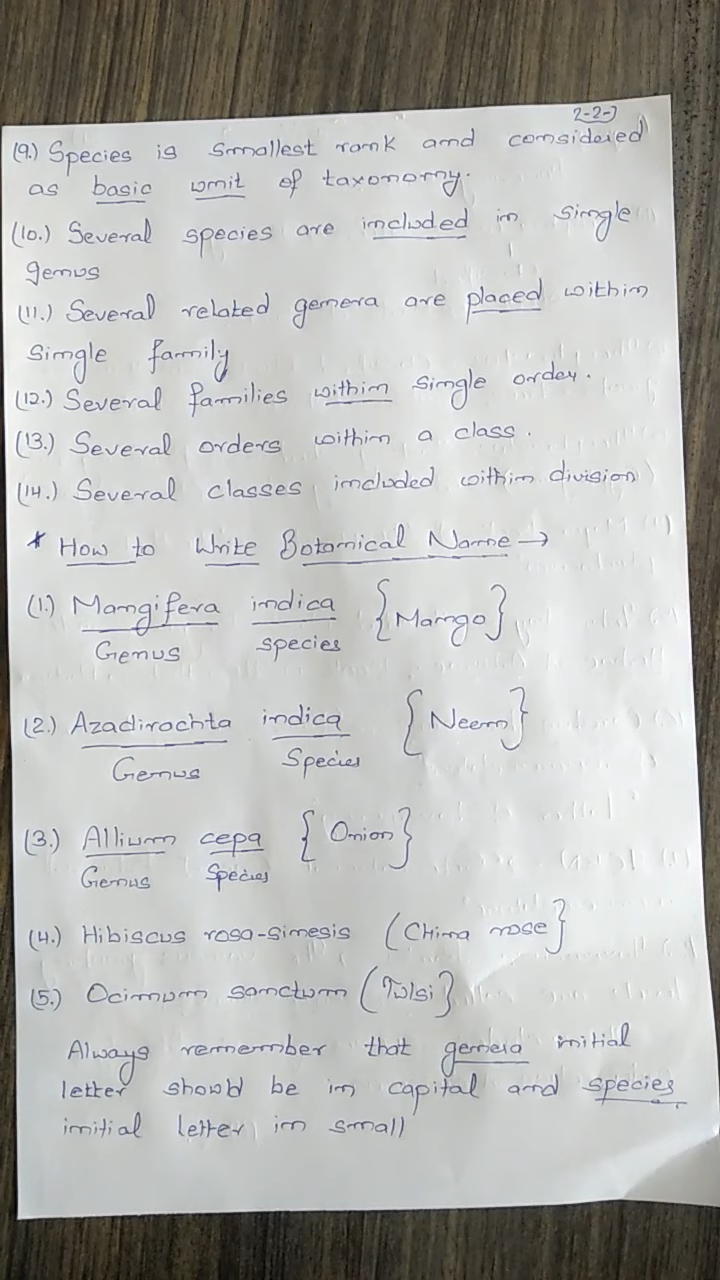 2-2-7
(9.) Species is smallest rank and considered
as basic unit of taxonomy.
(10.) Several species are included in single
genus
(11.) Several related genera are placed within
single family
(12.) Several families within single order.
(13.) Several orders within a class.
(14.) Several classes included within division
* How to Write Botanical Name →
(1.) Mangifera indica {Mango}
Genus species
(2.) Azadirachta indica {Neem}
Genus Species
(3.) Allium cepa {Onion}
Genus Species
(4.) Hibiscus rosa-sinesis (China rose}
(5.) Ocimum sanctum (Tulsi}
Always remember that genera initial
letter should be in capital and species
initial letter in small